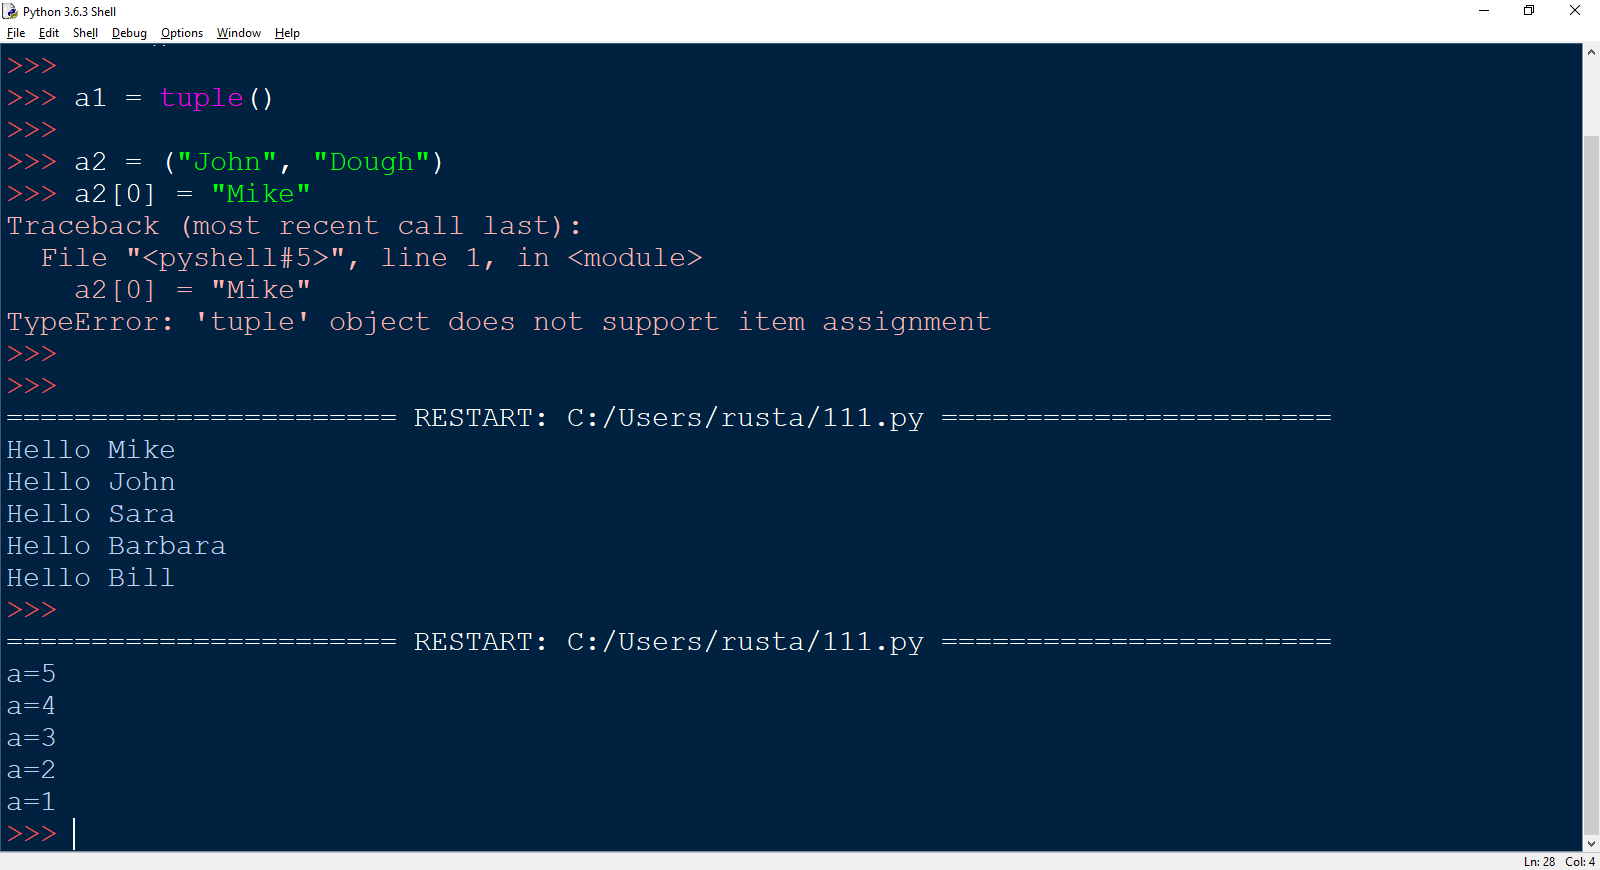 Python 3.6.3 Shell
File Edit Shell Debug Options Window Help
>>>
>>> a1 = tuple()
>>>
>>> a2 = ("John", "Dough")
>>> a2[0] = "Mike"
Traceback (most recent call last):
  File "<pyshell#5>", line 1, in <module>
    a2[0] = "Mike"
TypeError: 'tuple' object does not support item assignment
>>>
>>>
======================= RESTART: C:/Users/rusta/111.py =======================
Hello Mike
Hello John
Hello Sara
Hello Barbara
Hello Bill
>>>
======================= RESTART: C:/Users/rusta/111.py =======================
a=5
a=4
a=3
a=2
a=1
>>>
Ln: 28 Col: 4